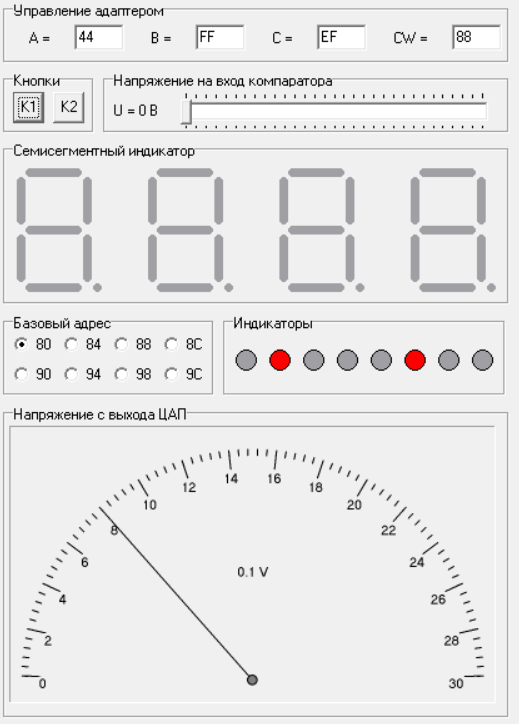 Управление адаптером
A = 44 B = FF C = EF CW = 88
Кнопки
K1 K2
Напряжение на вход компаратора
U = 0 В
Семисегментный индикатор
Базовый адрес
80 84 88 8C
90 94 98 9C
Индикаторы
Напряжение с выхода ЦАП
0 2 4 6 8 10 12 14 16 18 20 22 24 26 28 30
0.1 V